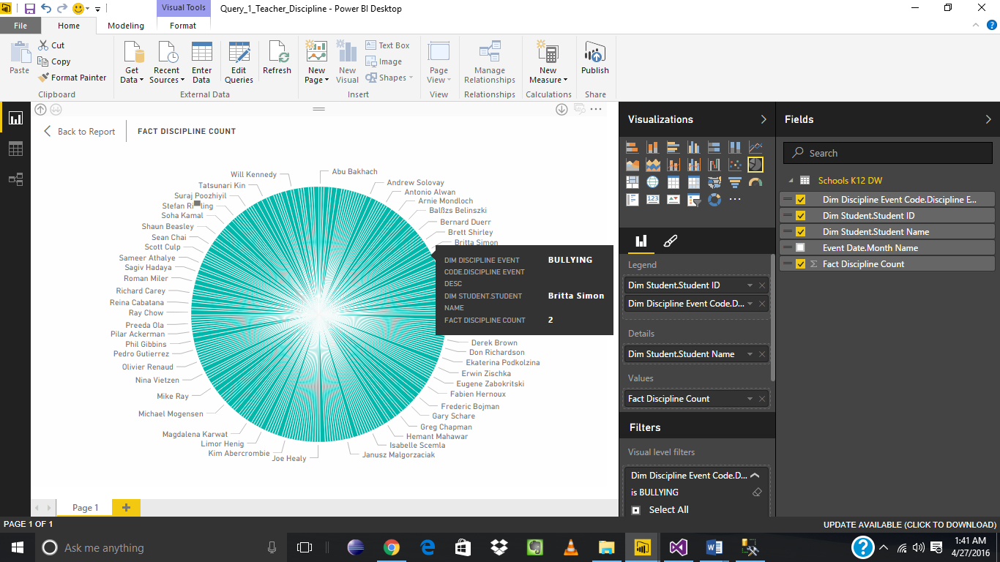 Visual Tools
Query_1_Teacher_Discipline - Power BI Desktop
File
Home
Modeling
Format
Paste
Cut
Copy
Format Painter
Clipboard
Get Data
Recent Sources
Enter Data
External Data
Edit Queries
Refresh
New Page
New Visual
Text Box
Image
Shapes
Insert
Page View
View
Manage Relationships
Relationships
New Measure
Calculations
Publish
Share
Back to Report
FACT DISCIPLINE COUNT
Abu Bakhach
Andrew Solovay
Antonio Alwan
Arnie Mondloch
Balßzs Belinszki
Bernard Duerr
Brett Shirley
Britta Simon
DIM DISCIPLINE EVENT
CODE.DISCIPLINE EVENT
DESC
BULLYING
DIM STUDENT.STUDENT
NAME
Britta Simon
FACT DISCIPLINE COUNT
2
Derek Brown
Don Richardson
Ekaterina Podkolzina
Erwin Zischka
Eugene Zabokritski
Fabien Hernoux
Frederic Bojman
Gary Schare
Greg Chapman
Hemant Mahawar
Isabelle Scemla
Janusz Malgorzaciak
Joe Healy
Kim Abercrombie
Limor Henig
Magdalena Karwat
Michael Mogensen
Mike Ray
Nina Vietzen
Olivier Renaud
Pedro Gutierrez
Phil Gibbins
Pilar Ackerman
Preeda Ola
Ray Chow
Reina Cabatana
Richard Carey
Roman Miler
Sagiv Hadaya
Sameer Athalye
Scott Culp
Sean Chai
Shaun Beasley
Soha Kamal
Stefan
Suraj Poozhiyil
Tatsunari Kin
Will Kennedy
Visualizations
123
Legend
Dim Student.Student ID
Dim Discipline Event Code.D...
Details
Dim Student.Student Name
Values
Fact Discipline Count
Filters
Visual level filters
Dim Discipline Event Code.D...
is BULLYING
Select All
Fields
Search
Schools K12 DW
Dim Discipline Event Code.Discipline E...
Dim Student.Student ID
Dim Student.Student Name
Event Date.Month Name
Fact Discipline Count
Page 1
PAGE 1 OF 1
UPDATE AVAILABLE (CLICK TO DOWNLOAD)
Ask me anything
1:41 AM
4/27/2016